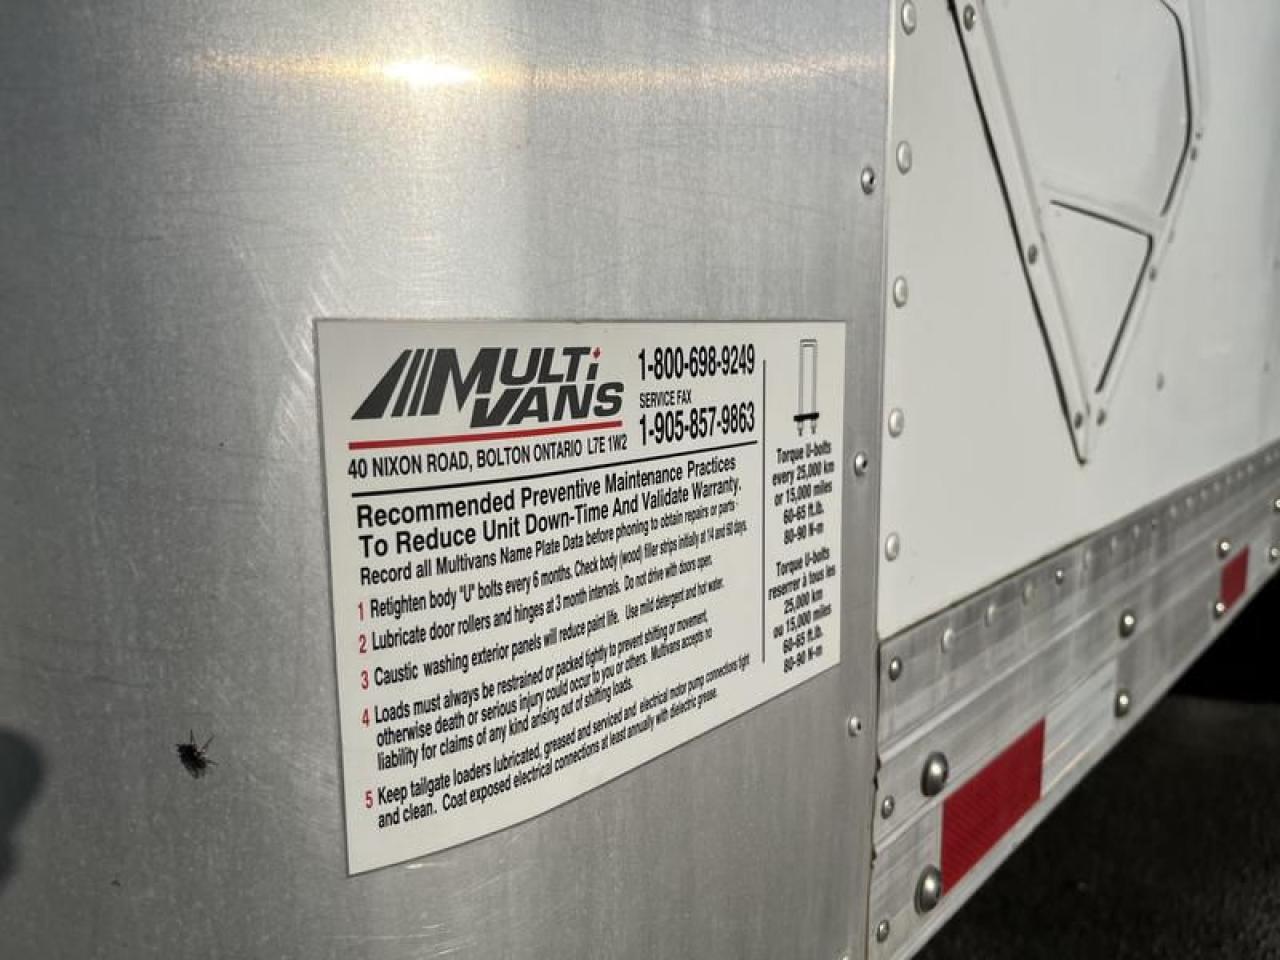 MULTi
VANS
1-800-698-9249
SERVICE FAX
1-905-857-9863
40 NIXON ROAD, BOLTON ONTARIO L7E 1W2
Recommended Preventive Maintenance Practices
To Reduce Unit Down-Time And Validate Warranty.
Record all Multivans Name Plate Data before phoning to obtain repairs or parts
1 Retighten body "U" bolts every 6 months. Check body (wood) filler strips initially at 14 and 60 days.
2 Lubricate door rollers and hinges at 3 month intervals. Do not drive with doors open.
3 Caustic washing exterior panels will reduce paint life. Use mild detergent and hot water.
4 Loads must always be restrained or packed tightly to prevent shifting or movement,
otherwise death or serious injury could occur to you or others. Multivans accepts no
liability for claims of any kind arising out of shifting loads.
5 Keep tailgate loaders lubricated, greased and serviced and electrical motor pump connections tight
and clean. Coat exposed electrical connections at least annually with dielectric grease.
Torque U-bolts
every 25,000 km
or 15,000 miles
60-65 ft.lb.
80-90 N-m
Torque U-bolts
reserrer à tous les
25,000 km
ou 15,000 miles
60-65 ft.lb.
80-90 N-m